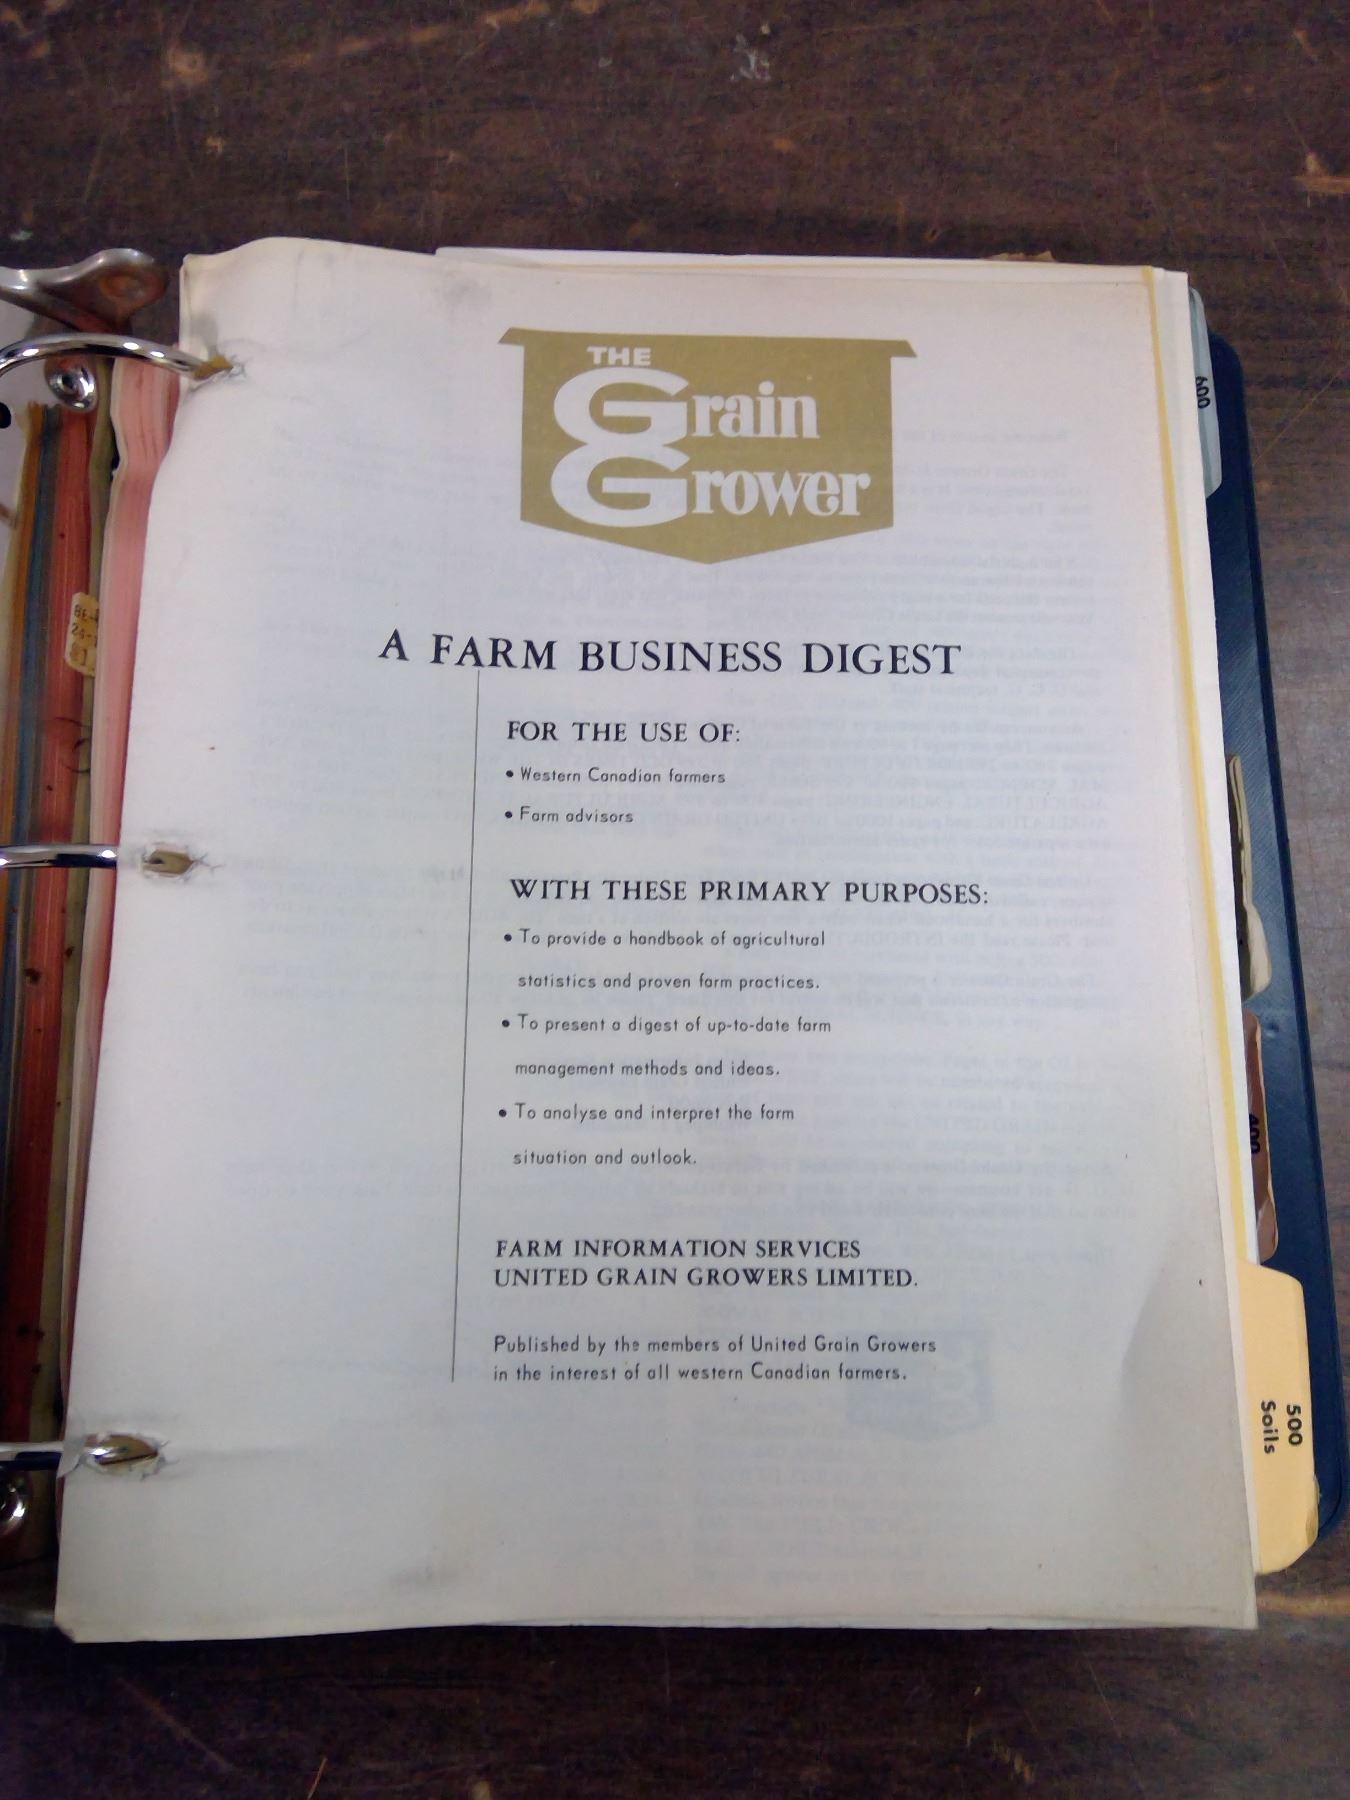 THE
Grain
Grower
A FARM BUSINESS DIGEST
FOR THE USE OF:
• Western Canadian farmers
• Farm advisors
WITH THESE PRIMARY PURPOSES:
• To provide a handbook of agricultural
statistics and proven farm practices.
• To present a digest of up-to-date farm
management methods and ideas.
• To analyse and interpret the farm
situation and outlook.
FARM INFORMATION SERVICES
UNITED GRAIN GROWERS LIMITED.
Published by the members of United Grain Growers
in the interest of all western Canadian farmers.
600
400
500
Soils